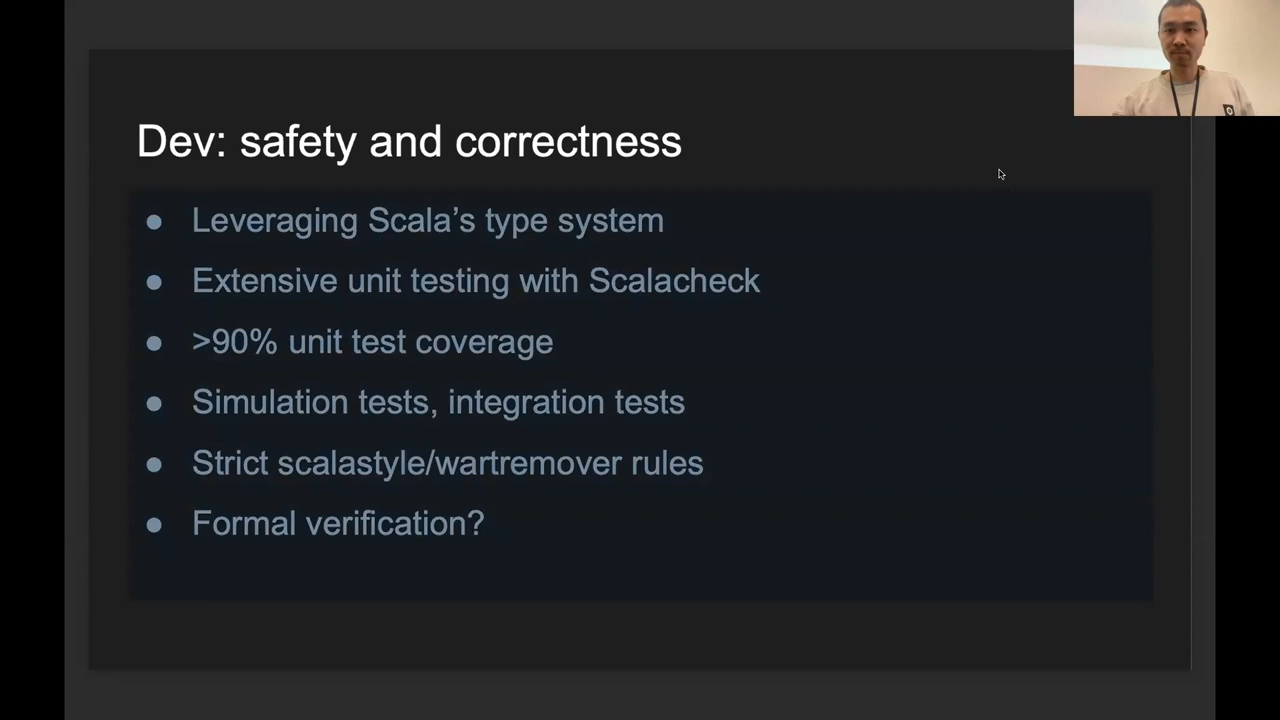 Dev: safety and correctness
● Leveraging Scala's type system
● Extensive unit testing with Scalacheck
● >90% unit test coverage
● Simulation tests, integration tests
● Strict scalastyle/wartremover rules
● Formal verification?